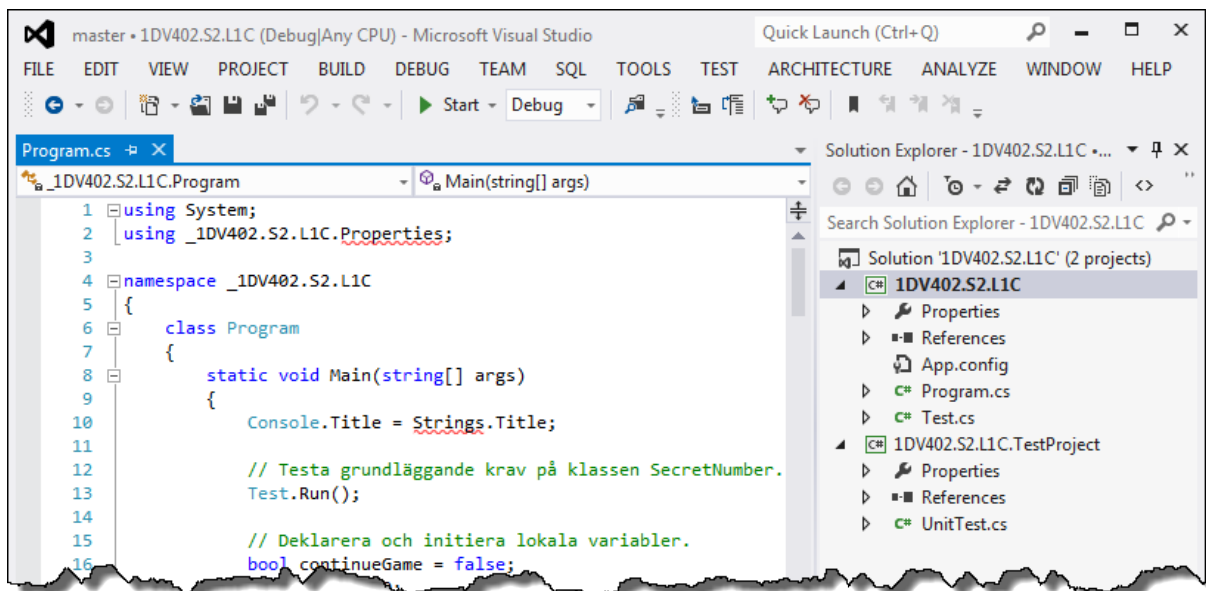 master • 1DV402.S2.L1C (Debug|Any CPU) - Microsoft Visual Studio
Quick Launch (Ctrl+Q)
FILE EDIT VIEW PROJECT BUILD DEBUG TEAM SQL TOOLS TEST ARCHITECTURE ANALYZE WINDOW HELP
Start Debug
Program.cs
_1DV402.S2.L1C.Program
Main(string[] args)
1 using System;
2 using _1DV402.S2.L1C.Properties;
3
4 namespace _1DV402.S2.L1C
5 {
6 class Program
7 {
8 static void Main(string[] args)
9 {
10 Console.Title = Strings.Title;
11
12 // Testa grundläggande krav på klassen SecretNumber.
13 Test.Run();
14
15 // Deklarera och initiera lokala variabler.
16 bool continueGame = false;
Solution Explorer - 1DV402.S2.L1C •...
Search Solution Explorer - 1DV402.S2.L1C
Solution '1DV402.S2.L1C' (2 projects)
C# 1DV402.S2.L1C
Properties
References
App.config
C# Program.cs
C# Test.cs
C# 1DV402.S2.L1C.TestProject
Properties
References
C# UnitTest.cs